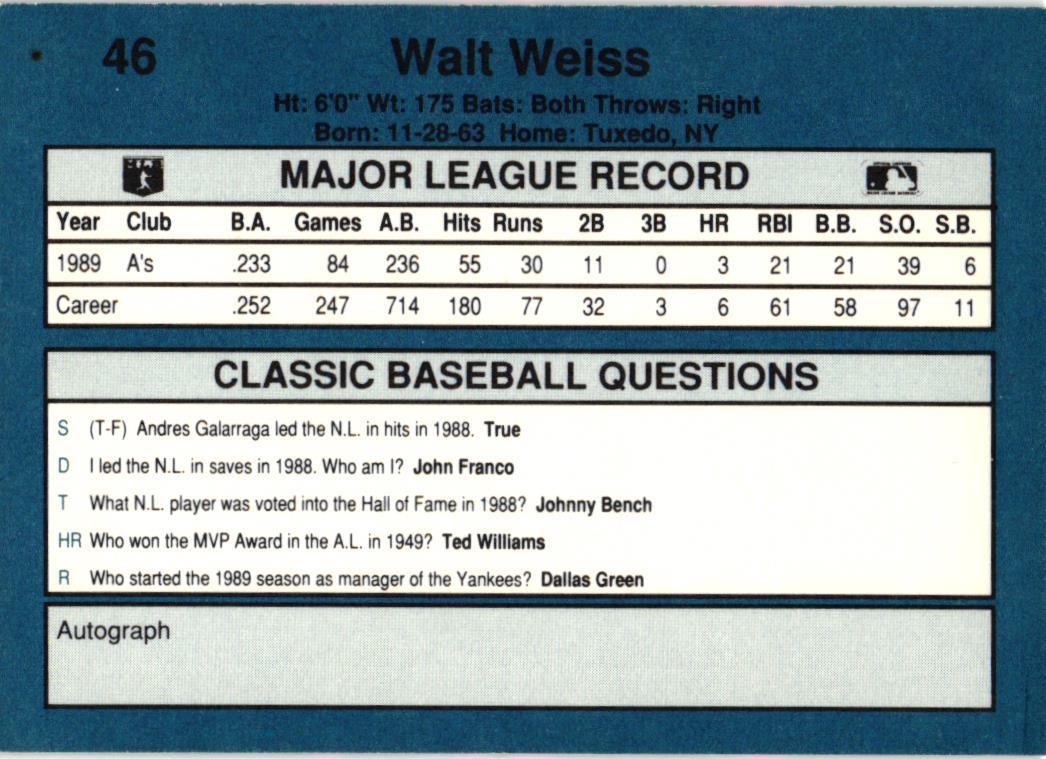 46 Walt Weiss
Ht: 6'0" Wt: 175 Bats: Both Throws: Right
Born: 11-28-63 Home: Tuxedo, NY
MAJOR LEAGUE RECORD
Year Club B.A. Games A.B. Hits Runs 2B 3B HR RBI B.B. S.O. S.B.
1989 A's .233 84 236 55 30 11 0 3 21 21 39 6
Career .252 247 714 180 77 32 3 6 61 58 97 11
CLASSIC BASEBALL QUESTIONS
S (T-F) Andres Galarraga led the N.L. in hits in 1988. True
D I led the N.L. in saves in 1988. Who am I? John Franco
T What N.L. player was voted into the Hall of Fame in 1988? Johnny Bench
HR Who won the MVP Award in the A.L. in 1949? Ted Williams
R Who started the 1989 season as manager of the Yankees? Dallas Green
Autograph